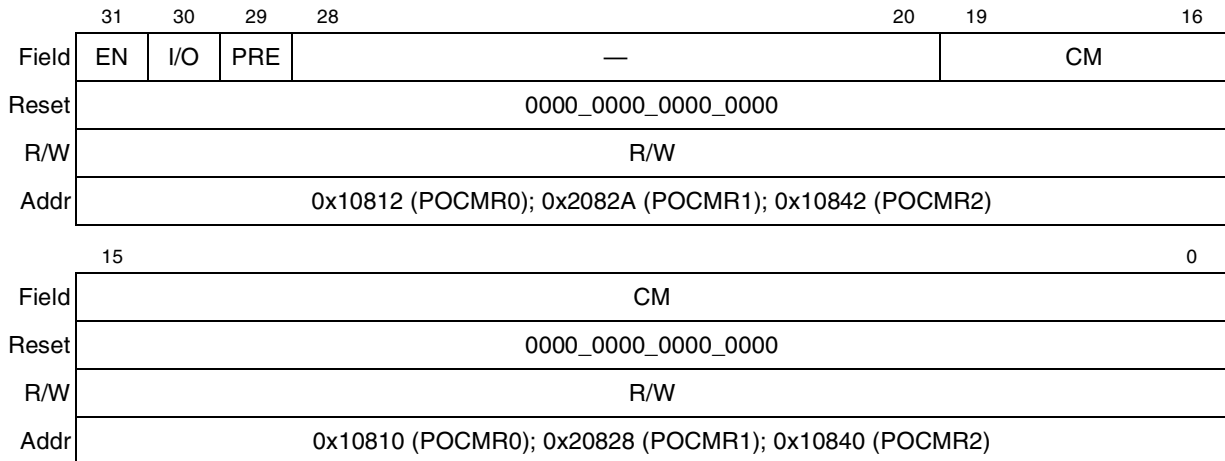 31 30 29 28 20 19 16
Field EN I/O PRE — CM
Reset 0000_0000_0000_0000
R/W R/W
Addr 0x10812 (POCMR0); 0x2082A (POCMR1); 0x10842 (POCMR2)
15 0
Field CM
Reset 0000_0000_0000_0000
R/W R/W
Addr 0x10810 (POCMR0); 0x20828 (POCMR1); 0x10840 (POCMR2)